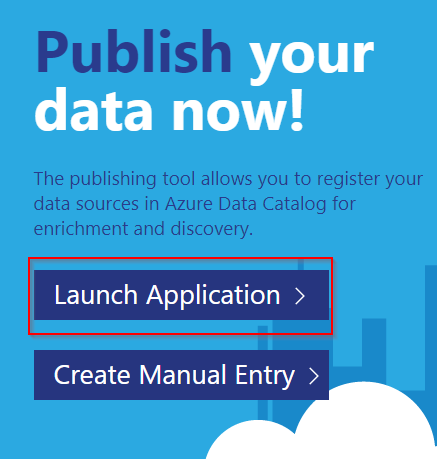 Publish your
data now!
The publishing tool allows you to register your
data sources in Azure Data Catalog for
enrichment and discovery.
Launch Application
Create Manual Entry